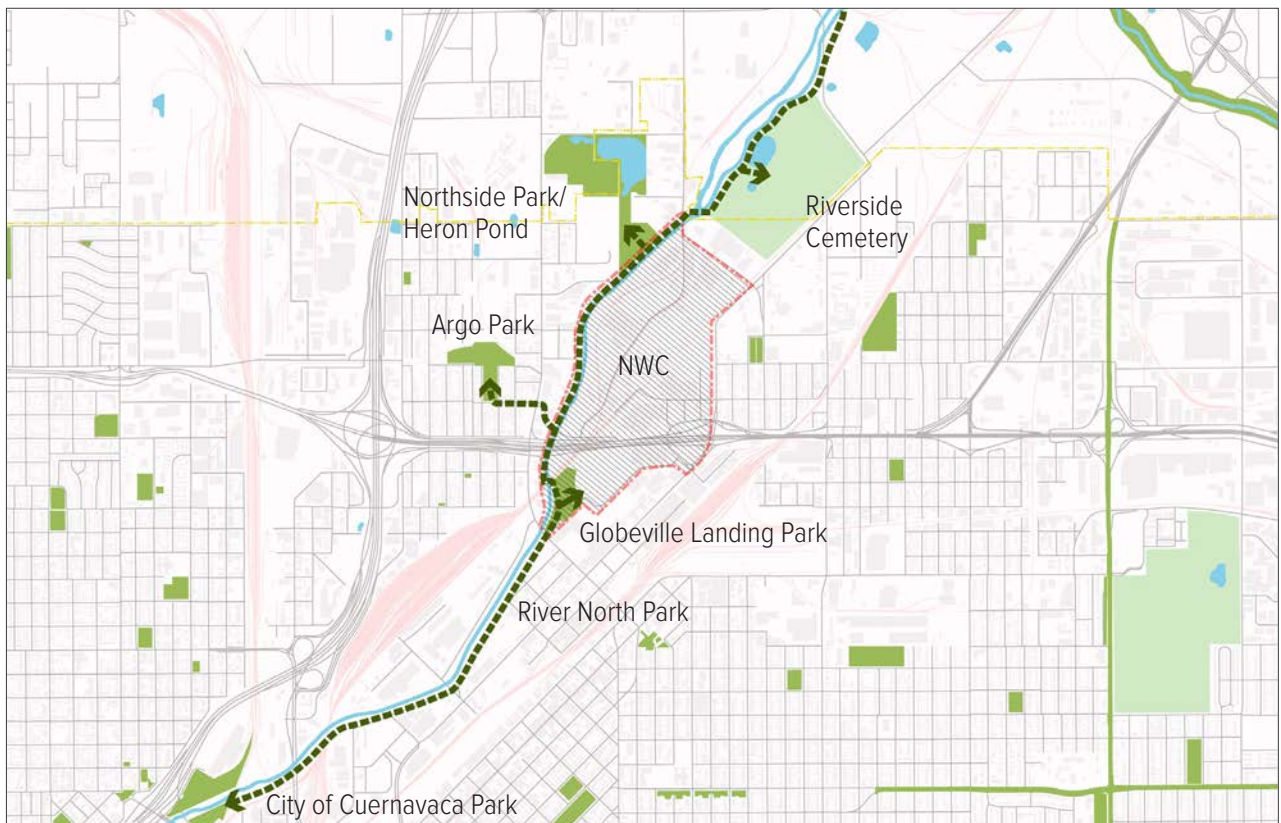 Northside Park/
Heron Pond
Riverside
Cemetery
Argo Park
NWC
Globeville Landing Park
River North Park
City of Cuernavaca Park